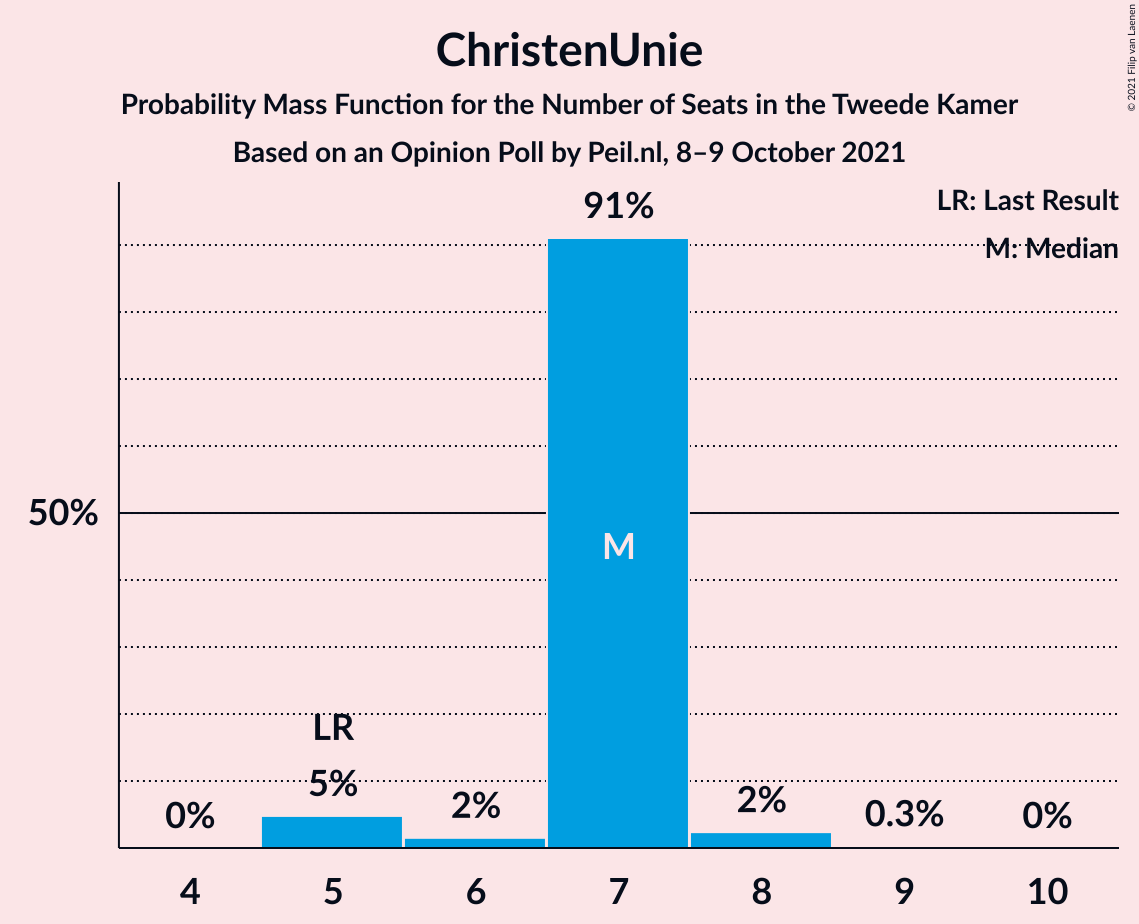 ChristenUnie
Probability Mass Function for the Number of Seats in the Tweede Kamer
Based on an Opinion Poll by Peil.nl, 8–9 October 2021
© 2021 Filip van Laenen
LR: Last Result
M: Median
91%
50%
M
LR
5%
0%
2%
2%
0.3%
0%
4 5 6 7 8 9 10